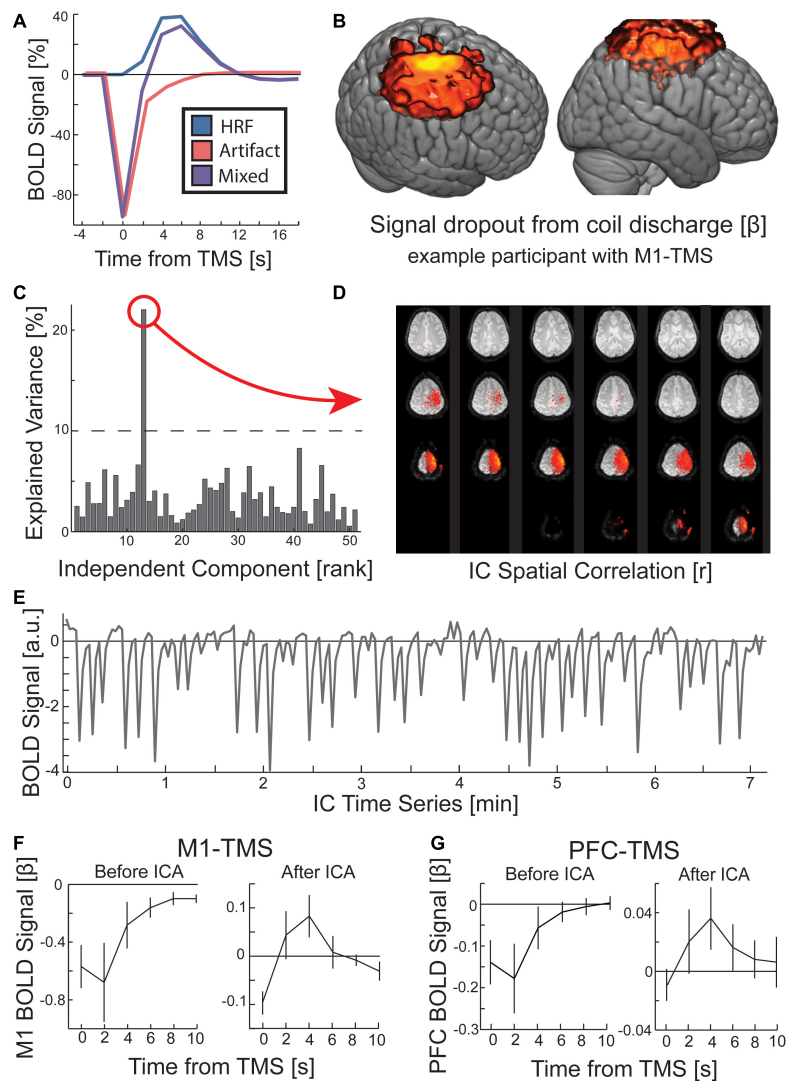 A
BOLD Signal [%]
40
0
-40
-80
HRF
Artifact
Mixed
-4 0 4 8 12 16
Time from TMS [s]
B
Signal dropout from coil discharge [β]
example participant with M1-TMS
C
Explained Variance [%]
20
10
0
10 20 30 40 50
Independent Component [rank]
D
IC Spatial Correlation [r]
E
BOLD Signal [a.u.]
0
-2
-4
0 1 2 3 4 5 6 7
IC Time Series [min]
F
M1-TMS
Before ICA
After ICA
M1 BOLD Signal [β]
0
-0.4
-0.8
0 2 4 6 8 10
0.1
0
-0.1
0 2 4 6 8 10
Time from TMS [s]
G
PFC-TMS
Before ICA
After ICA
PFC BOLD Signal [β]
0
-0.1
-0.2
-0.3
0 2 4 6 8 10
0.04
0
-0.04
0 2 4 6 8 10
Time from TMS [s]